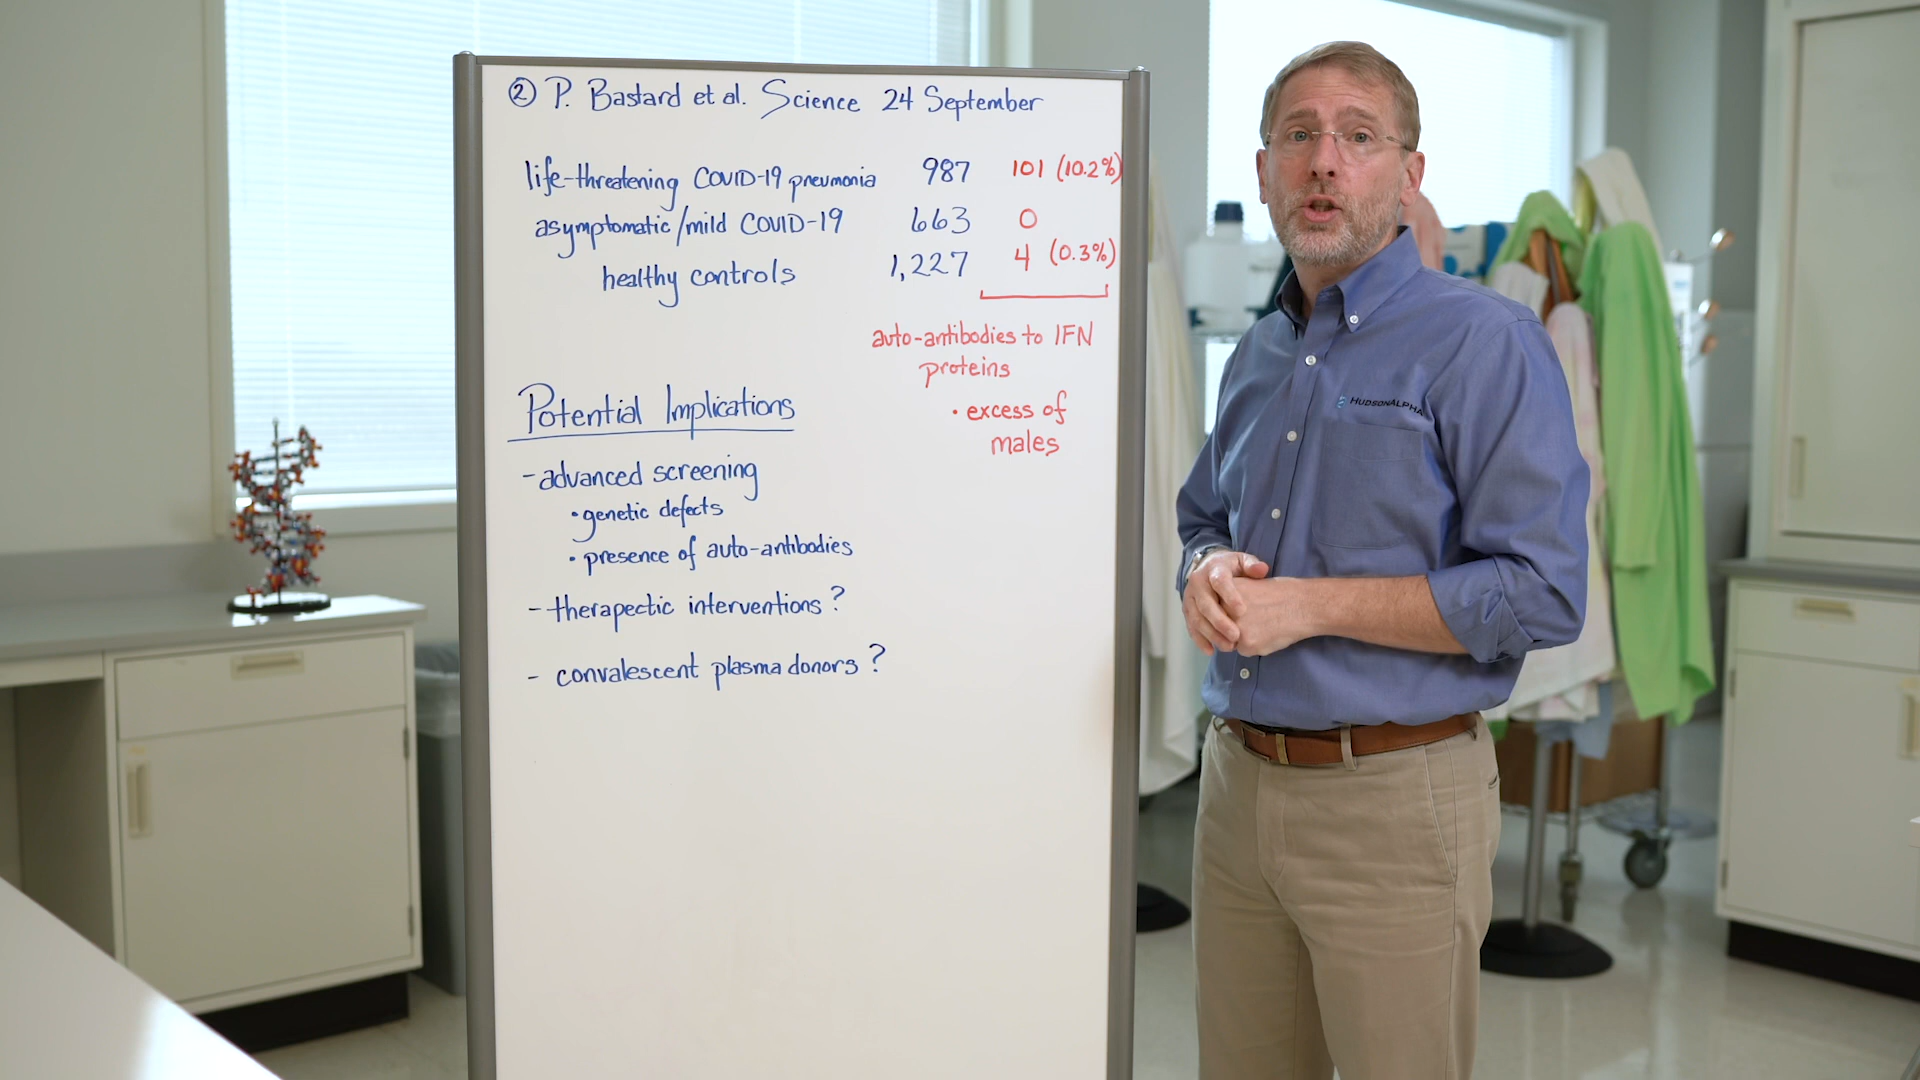 ② P. Bastard et al. Science 24 September
life-threatening COVID-19 pneumonia 987 101 (10.2%)
asymptomatic/mild COVID-19 663 0
healthy controls 1,227 4 (0.3%)
auto-antibodies to IFN
proteins
• excess of
males
Potential Implications
- advanced screening
• genetic defects
• presence of auto-antibodies
- therapectic interventions?
- convalescent plasma donors?
HUDSONALPHA